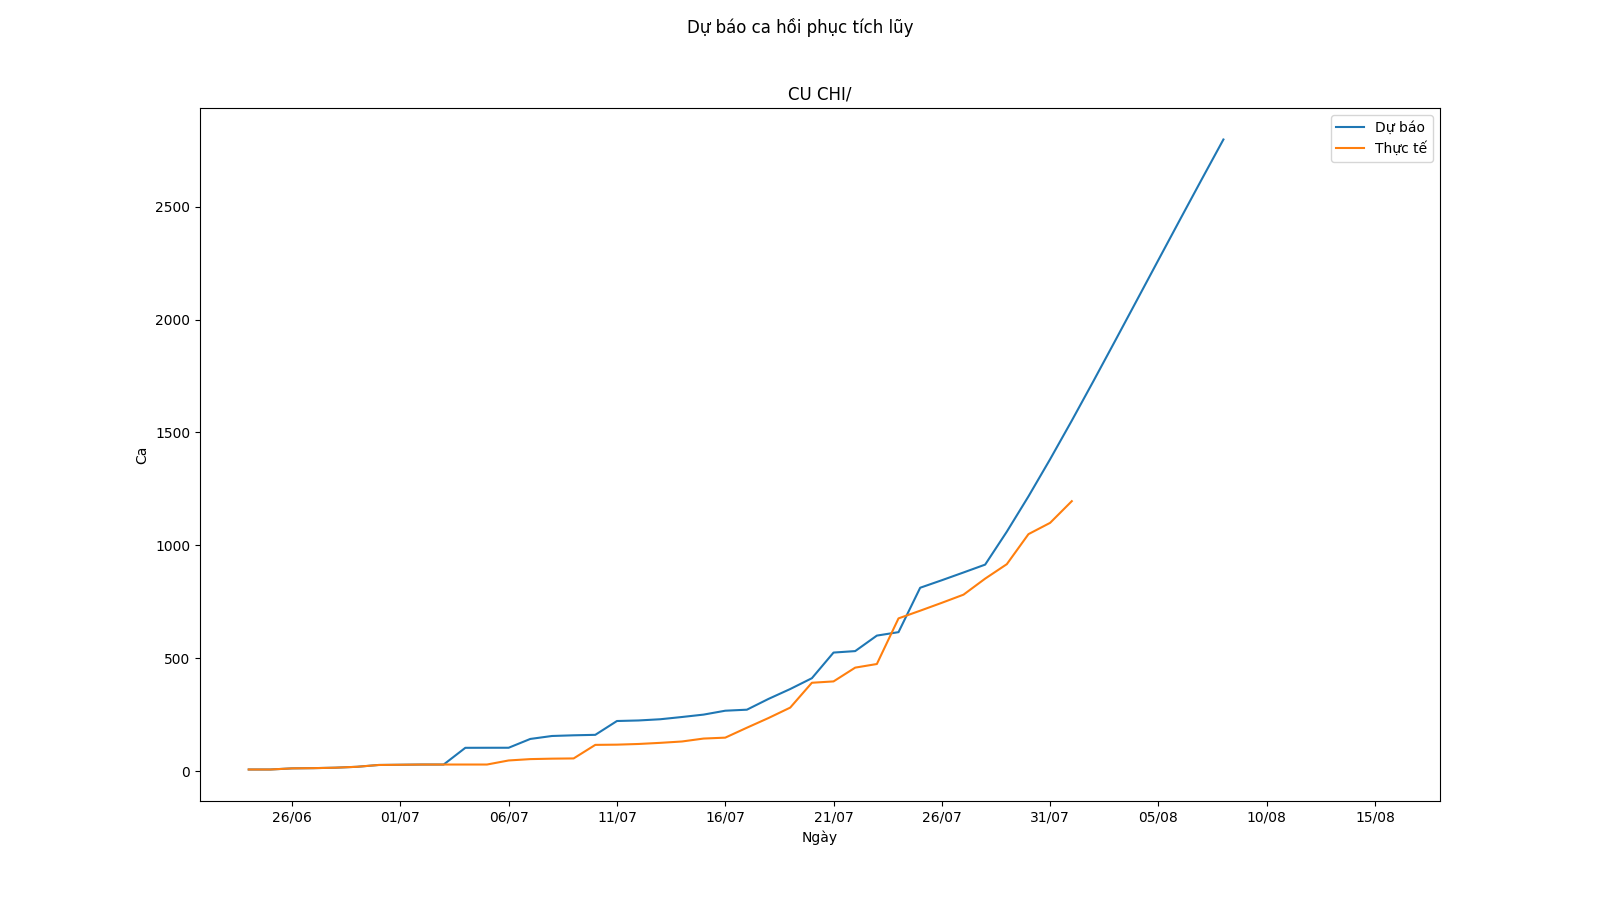 Dự báo ca hồi phục tích lũy
CU CHI/
Dự báo
Thực tế
2500
2000
1500
1000
500
0
Ca
26/06
01/07
06/07
11/07
16/07
21/07
26/07
31/07
05/08
10/08
15/08
Ngày